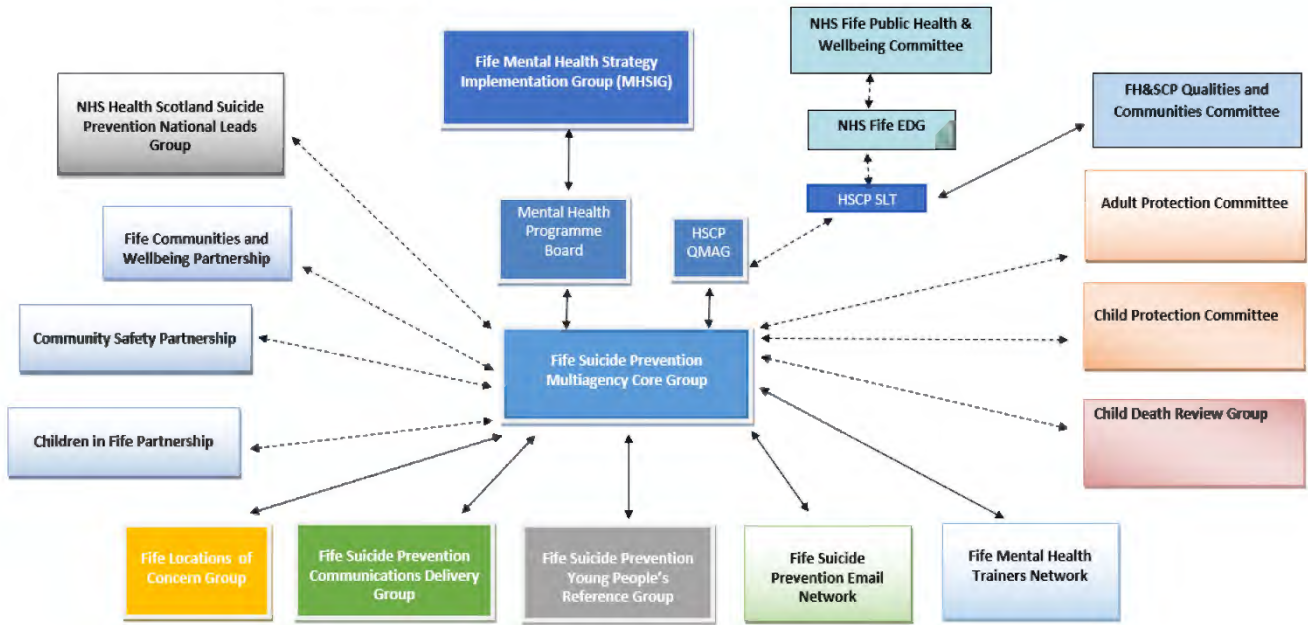 NHS Fife Public Health &
Wellbeing Committee
Fife Mental Health Strategy
Implementation Group (MHSIG)
NHS Health Scotland Suicide
Prevention National Leads
Group
FH&SCP Qualities and
Communities Committee
NHS Fife EDG
HSCP SLT
Mental Health
Programme
Board
HSCP
QMAG
Adult Protection Committee
Fife Communities and
Wellbeing Partnership
Child Protection Committee
Community Safety Partnership
Fife Suicide Prevention
Multiagency Core Group
Child Death Review Group
Children in Fife Partnership
Fife Locations of
Concern Group
Fife Suicide Prevention
Communications Delivery
Group
Fife Suicide Prevention
Young People's
Reference Group
Fife Suicide
Prevention Email
Network
Fife Mental Health
Trainers Network